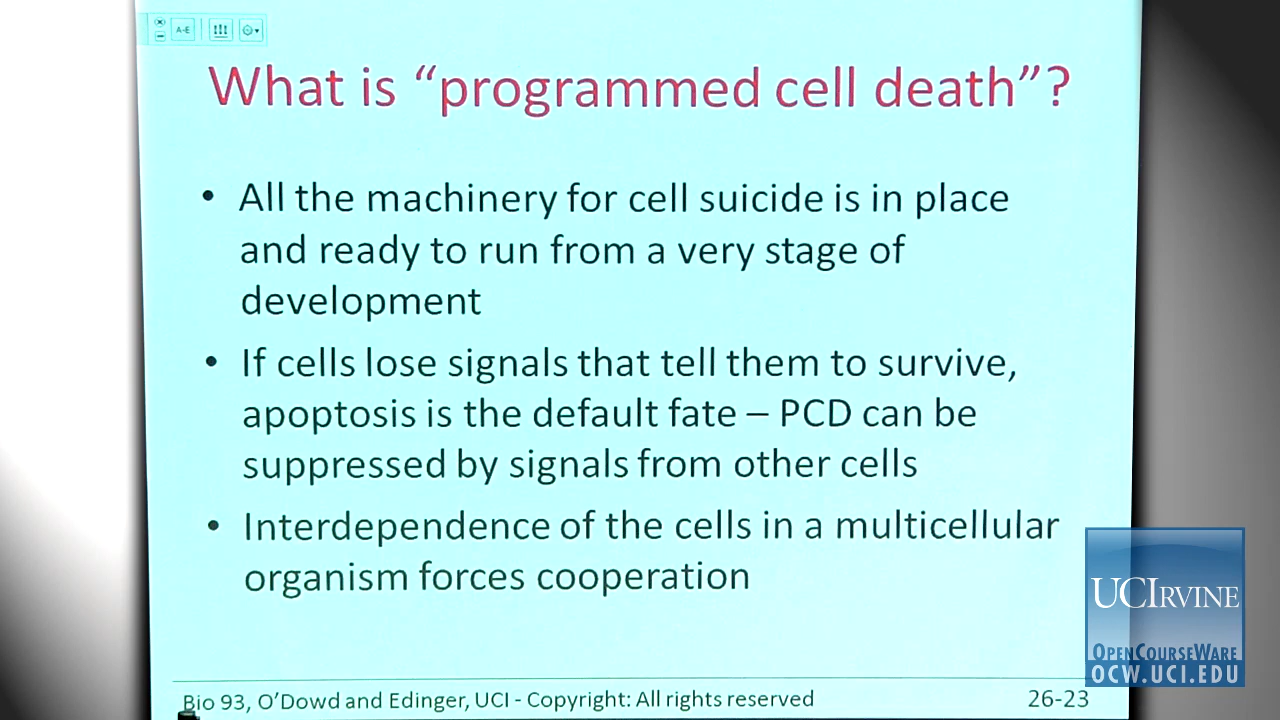 A-E
What is “programmed cell death”?
• All the machinery for cell suicide is in place
and ready to run from a very stage of
development
• If cells lose signals that tell them to survive,
apoptosis is the default fate – PCD can be
suppressed by signals from other cells
• Interdependence of the cells in a multicellular
organism forces cooperation
Bio 93, O’Dowd and Edinger, UCI - Copyright: All rights reserved
26-23
UCIRVINE
OPENCOURSEWARE
OCW.UCI.EDU